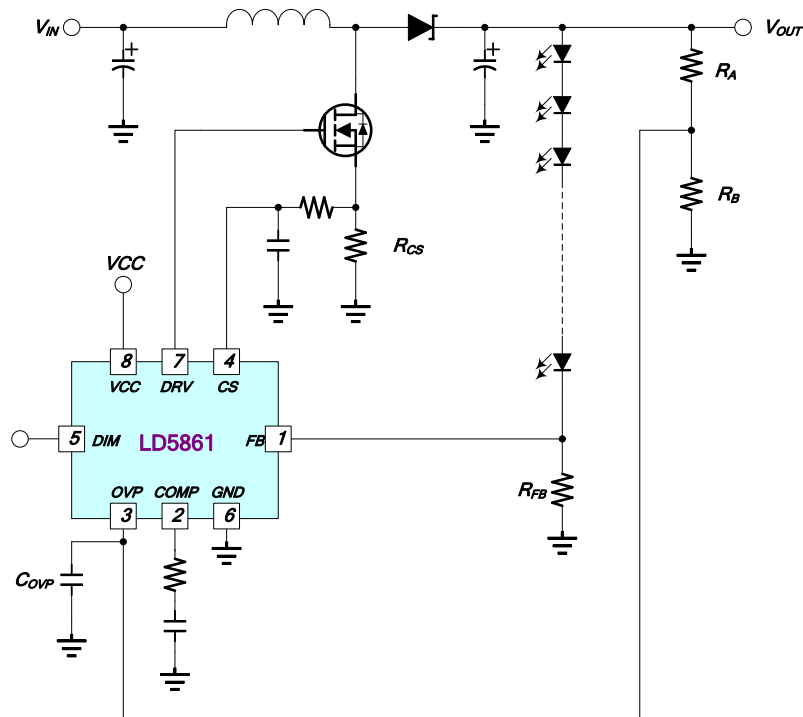 VIN
+
+
VOUT
RA
RB
RCS
VCC
8 7 4
VCC DRV CS
5 DIM LD5861 FB 1
OVP COMP GND
3 2 6
RFB
COVP